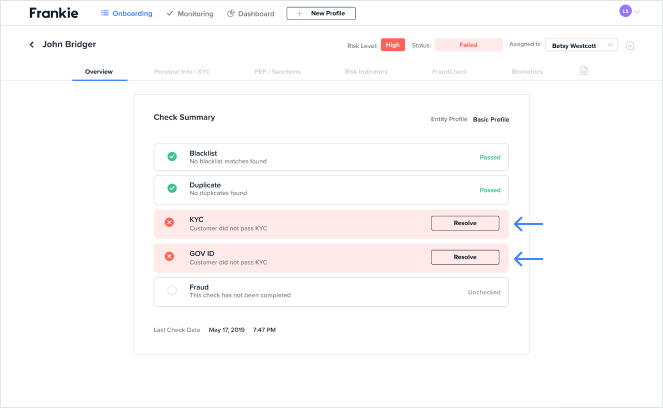 Frankie
Onboarding
Monitoring
Dashboard
New Profile
LS
John Bridger
Risk Level: High
Status: Failed
Assigned to Betsy Westcott
Overview
Personal Info / KYC
PEP / Sanctions
Risk Indicators
FraudCheck
Biometrics
Check Summary
Entity Profile Basic Profile
Blacklist
No blacklist matches found
Passed
Duplicate
No duplicates found
Passed
KYC
Customer did not pass KYC
Resolve
GOV ID
Customer did not pass KYC
Resolve
Fraud
This check has not been completed
Unchecked
Last Check Date May 17, 2019 7:47 PM